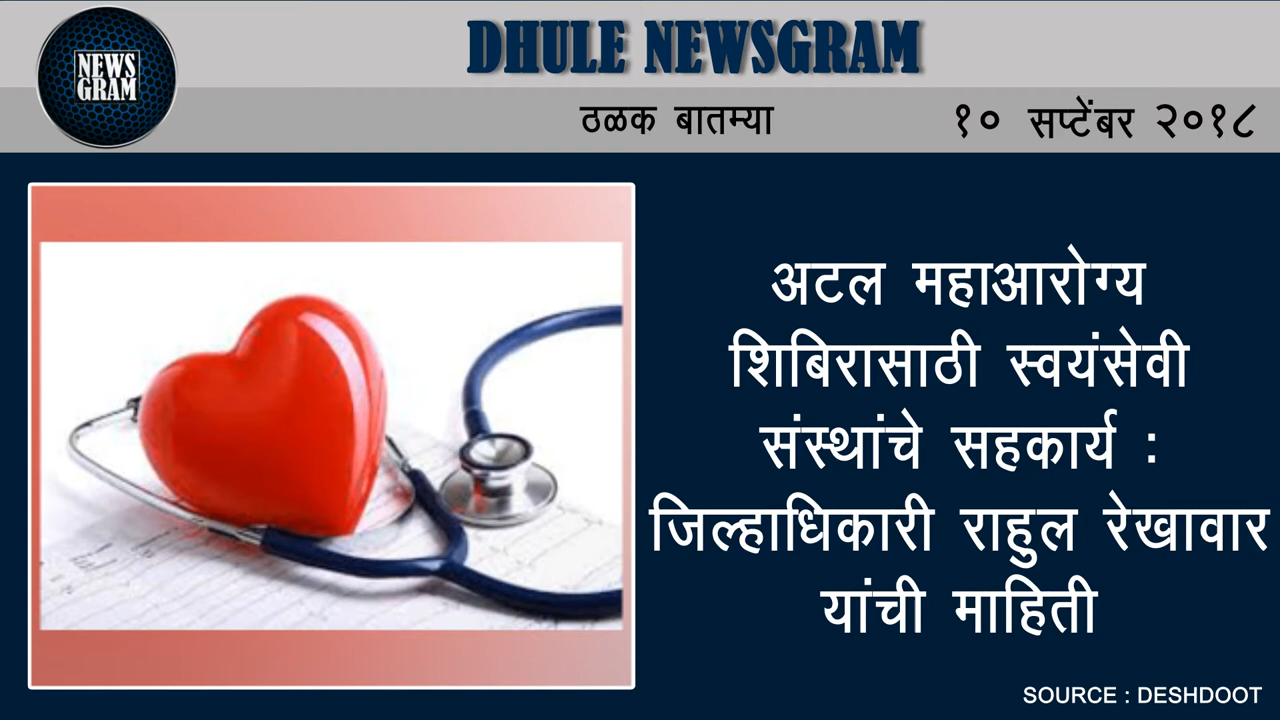 NEWS
GRAM
DHULE NEWSGRAM
ठळक बातम्या
१० सप्टेंबर २०१८
अटल महाआरोग्य
शिबिरासाठी स्वयंसेवी
संस्थांचे सहकार्य :
जिल्हाधिकारी राहुल रेखावार
यांची माहिती
SOURCE : DESHDOOT